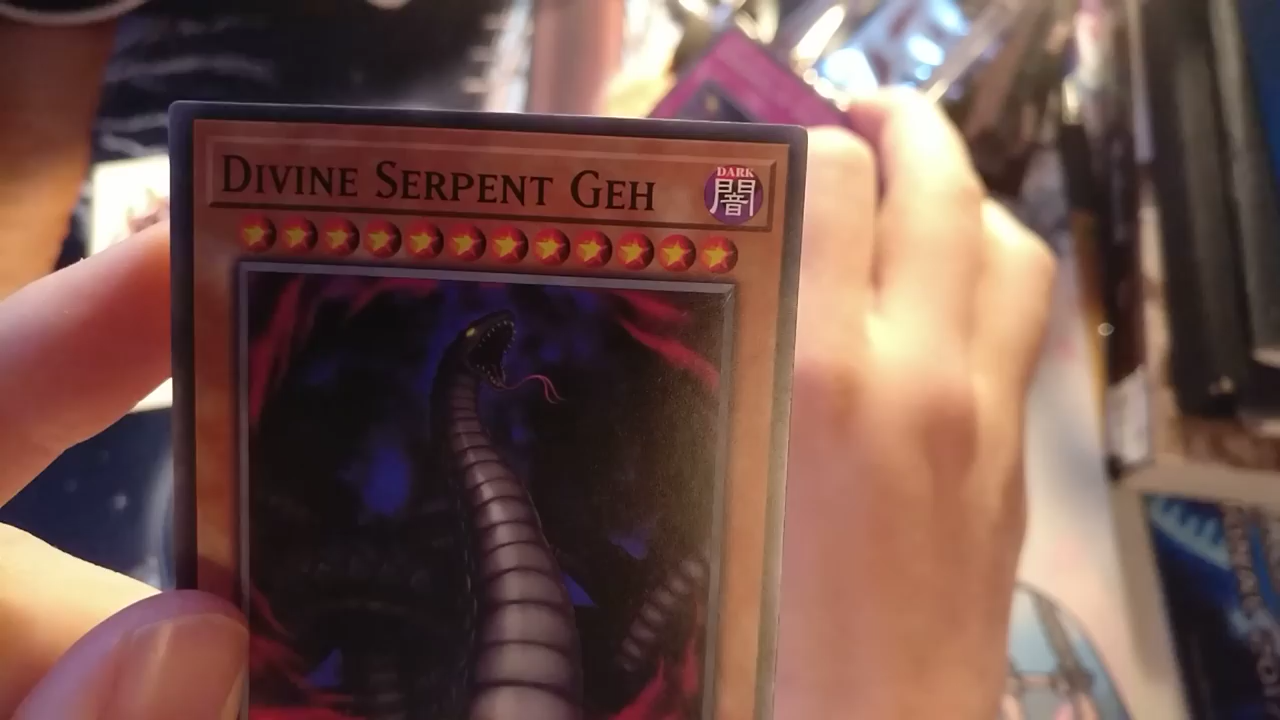 DIVINE SERPENT GEH
DARK
闇